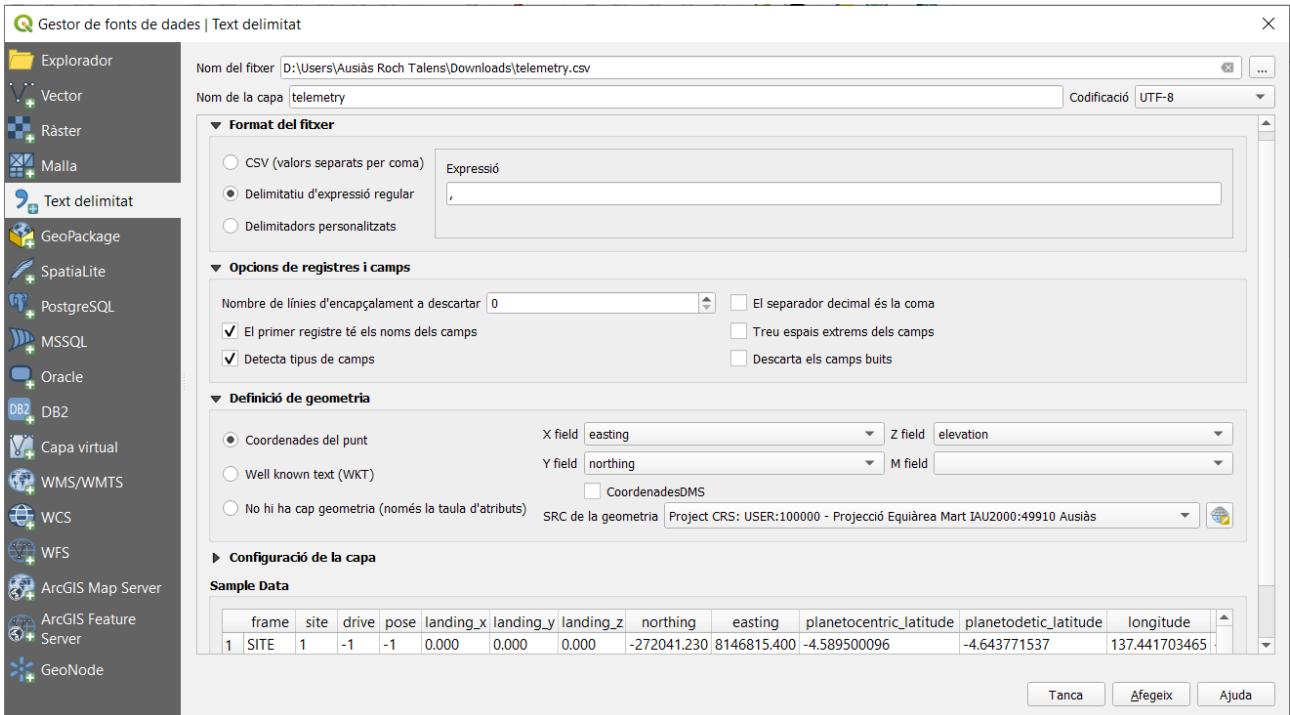 Gestor de fonts de dades | Text delimitat
Explorador
Vector
Ràster
Malla
Text delimitat
GeoPackage
SpatiaLite
PostgreSQL
MSSQL
Oracle
DB2
DB2
Capa virtual
WMS/WMTS
WCS
WFS
ArcGIS Map Server
ArcGIS Feature
Server
GeoNode
Nom del fitxer D:\Users\Ausiàs Roch Talens\Downloads\telemetry.csv ...
Nom de la capa telemetry Codificació UTF-8
Format del fitxer
CSV (valors separats per coma)
Delimitatiu d'expressió regular
Delimitadors personalitzats
Expressió
,
Opcions de registres i camps
Nombre de línies d'encapçalament a descartar 0 El separador decimal és la coma
El primer registre té els noms dels camps Treu espais extrems dels camps
Detecta tipus de camps Descarta els camps buits
Definició de geometria
Coordenades del punt
Well known text (WKT)
No hi ha cap geometria (només la taula d'atributs)
X field easting Z field elevation
Y field northing M field
CoordenadesDMS
SRC de la geometria Project CRS: USER:100000 - Projecció Equiàrea Mart IAU2000:49910 Ausiàs
Configuració de la capa
Sample Data
frame site drive pose landing_x landing_y landing_z northing easting planetocentric_latitude planetodetic_latitude longitude
1 SITE 1 -1 -1 0.000 0.000 0.000 -272041.230 8146815.400 -4.589500096 -4.643771537 137.441703465 -
Tanca Afegeix Ajuda